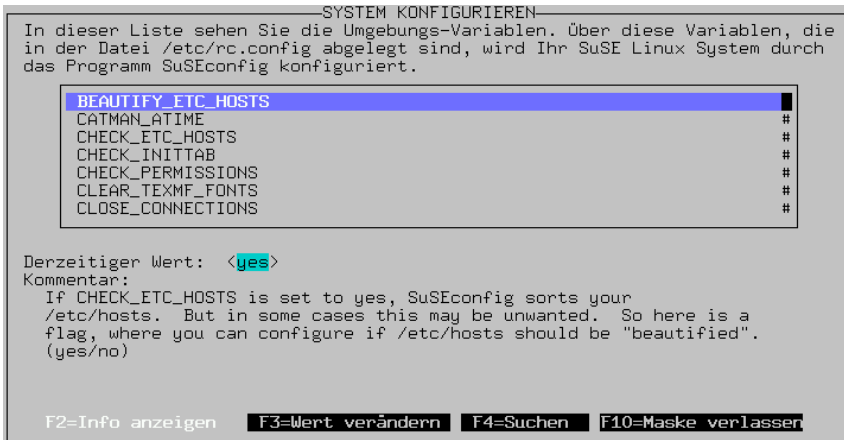 SYSTEM KONFIGURIEREN
In dieser Liste sehen Sie die Umgebungs-Variablen. Über diese Variablen, die
in der Datei /etc/rc.config abgelegt sind, wird Ihr SuSE Linux System durch
das Programm SuSEconfig konfiguriert.
BEAUTIFY_ETC_HOSTS
CATMAN_ATIME #
CHECK_ETC_HOSTS #
CHECK_INITTAB #
CHECK_PERMISSIONS #
CLEAR_TEXMF_FONTS #
CLOSE_CONNECTIONS #
Derzeitiger Wert: <yes>
Kommentar:
If CHECK_ETC_HOSTS is set to yes, SuSEconfig sorts your
/etc/hosts. But in some cases this may be unwanted. So here is a
flag, where you can configure if /etc/hosts should be "beautified".
(yes/no)
F2=Info anzeigen F3=Wert verändern F4=Suchen F10=Maske verlassen